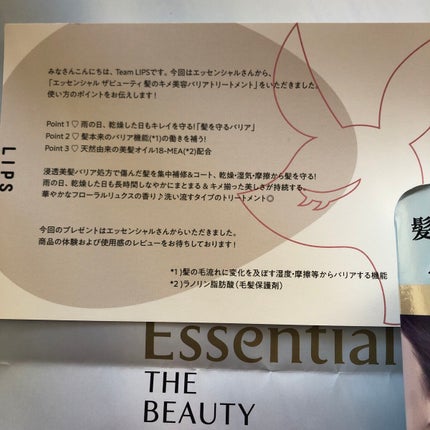 みなさんこんにちは、Team LIPSです。今回はエッセンシャルさんから、
「エッセンシャル ザビューティ 髪のキメ美容バリアトリートメント」をいただきました。
使い方のポイントをお伝えします！
Point 1 ♡ 雨の日、乾燥した日もキレイを守る!「髪を守るバリア」
Point 2 ♡ 髪本来のバリア機能(*1)の働きを補う!
Point 3 ♡ 天然由来の美髪オイル18-MEA(*2)配合
浸透美髪バリア処方で傷んだ髪を集中補修&コート、乾燥・湿気・摩擦から髪を守る!
雨の日、乾燥した日も長時間しなやかにまとまる＆キメ揃った美しさが持続する。
華やかなフローラルリュクスの香り♪洗い流すタイプのトリートメント◎
今回のプレゼントはエッセンシャルさんからいただきました。
商品の体験および使用感のレビューをお待ちしております！
*1)髪の毛流れに変化を及ぼす湿度・摩擦等からバリアする機能
*2)ラノリン脂肪酸（毛髪保護剤）
LIPS
髪
Essential
THE
BEAUTY